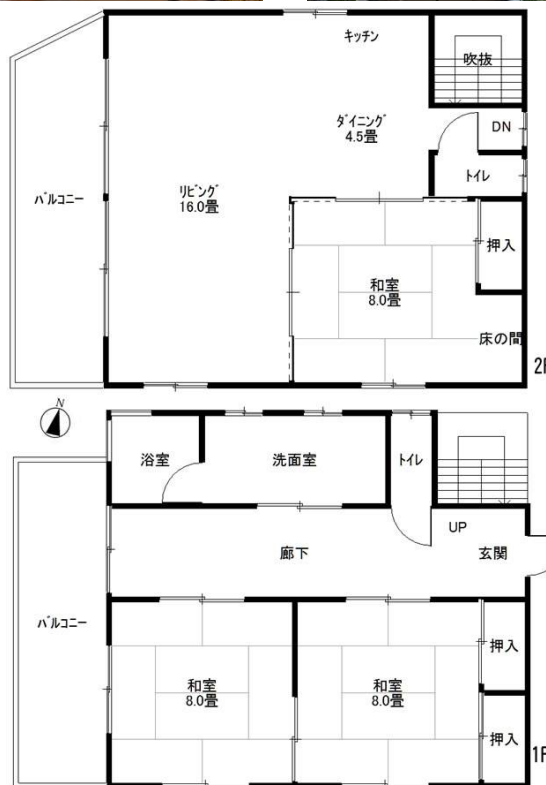 キッチン
吹抜
ダイニング
4.5畳
DN
トイレ
バルコニー
リビング
16.0畳
押入
和室
8.0畳
床の間
2F
N
浴室
洗面室
トイレ
UP
廊下
玄関
バルコニー
押入
和室
8.0畳
和室
8.0畳
押入
1F